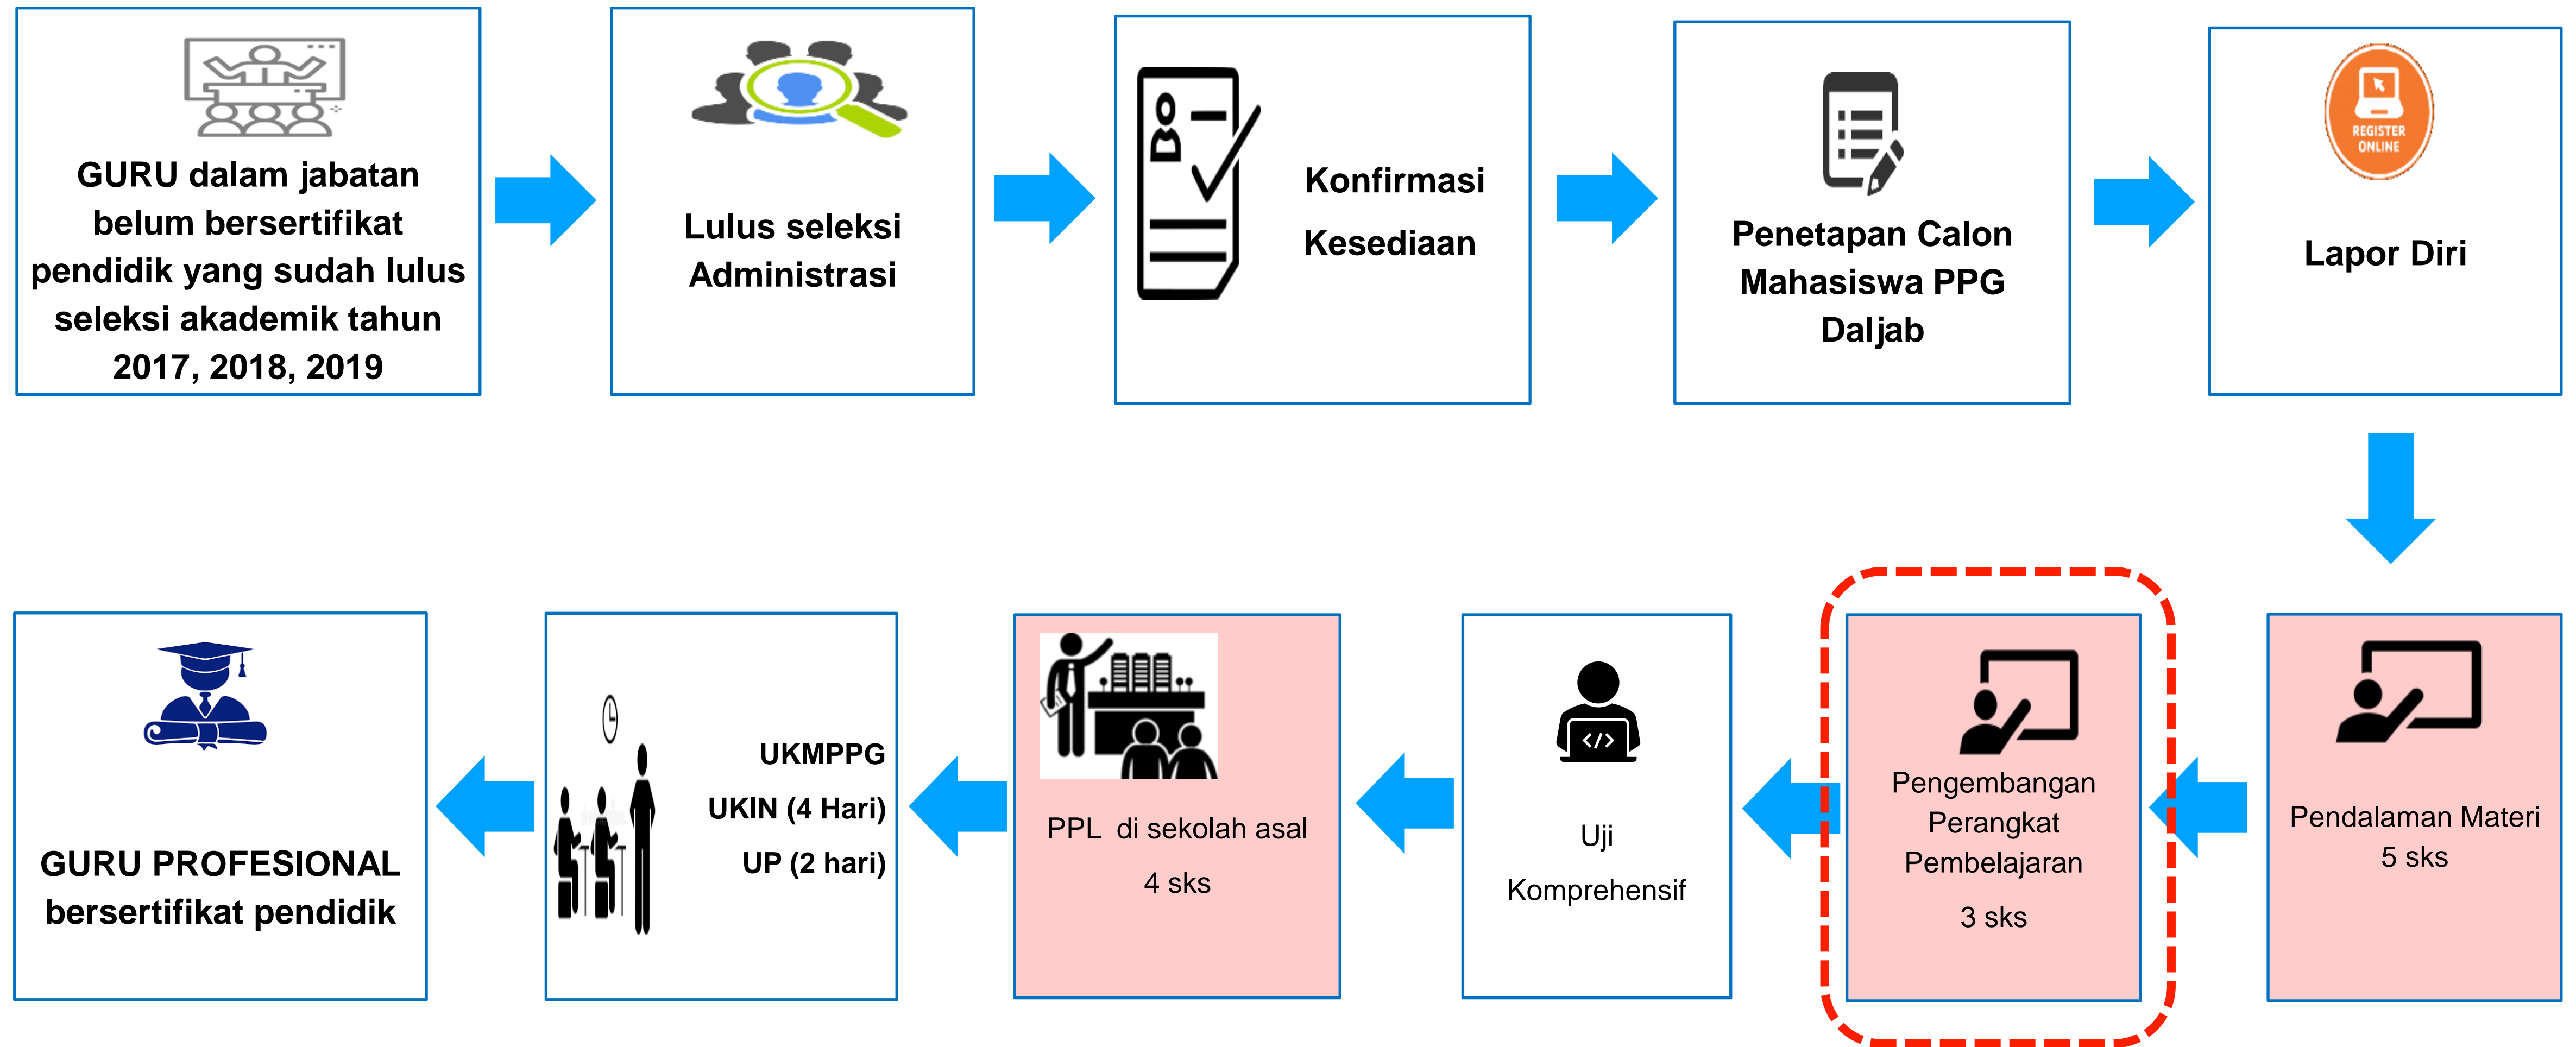 GURU dalam jabatan
belum bersertifikat
pendidik yang sudah lulus
seleksi akademik tahun
2017, 2018, 2019
Lulus seleksi
Administrasi
Konfirmasi
Kesediaan
Penetapan Calon
Mahasiswa PPG
Daljab
REGISTER
ONLINE
Lapor Diri
Pendalaman Materi
5 sks
Pengembangan
Perangkat
Pembelajaran
3 sks
</>
Uji
Komprehensif
PPL di sekolah asal
4 sks
UKMPPG
UKIN (4 Hari)
UP (2 hari)
GURU PROFESIONAL
bersertifikat pendidik